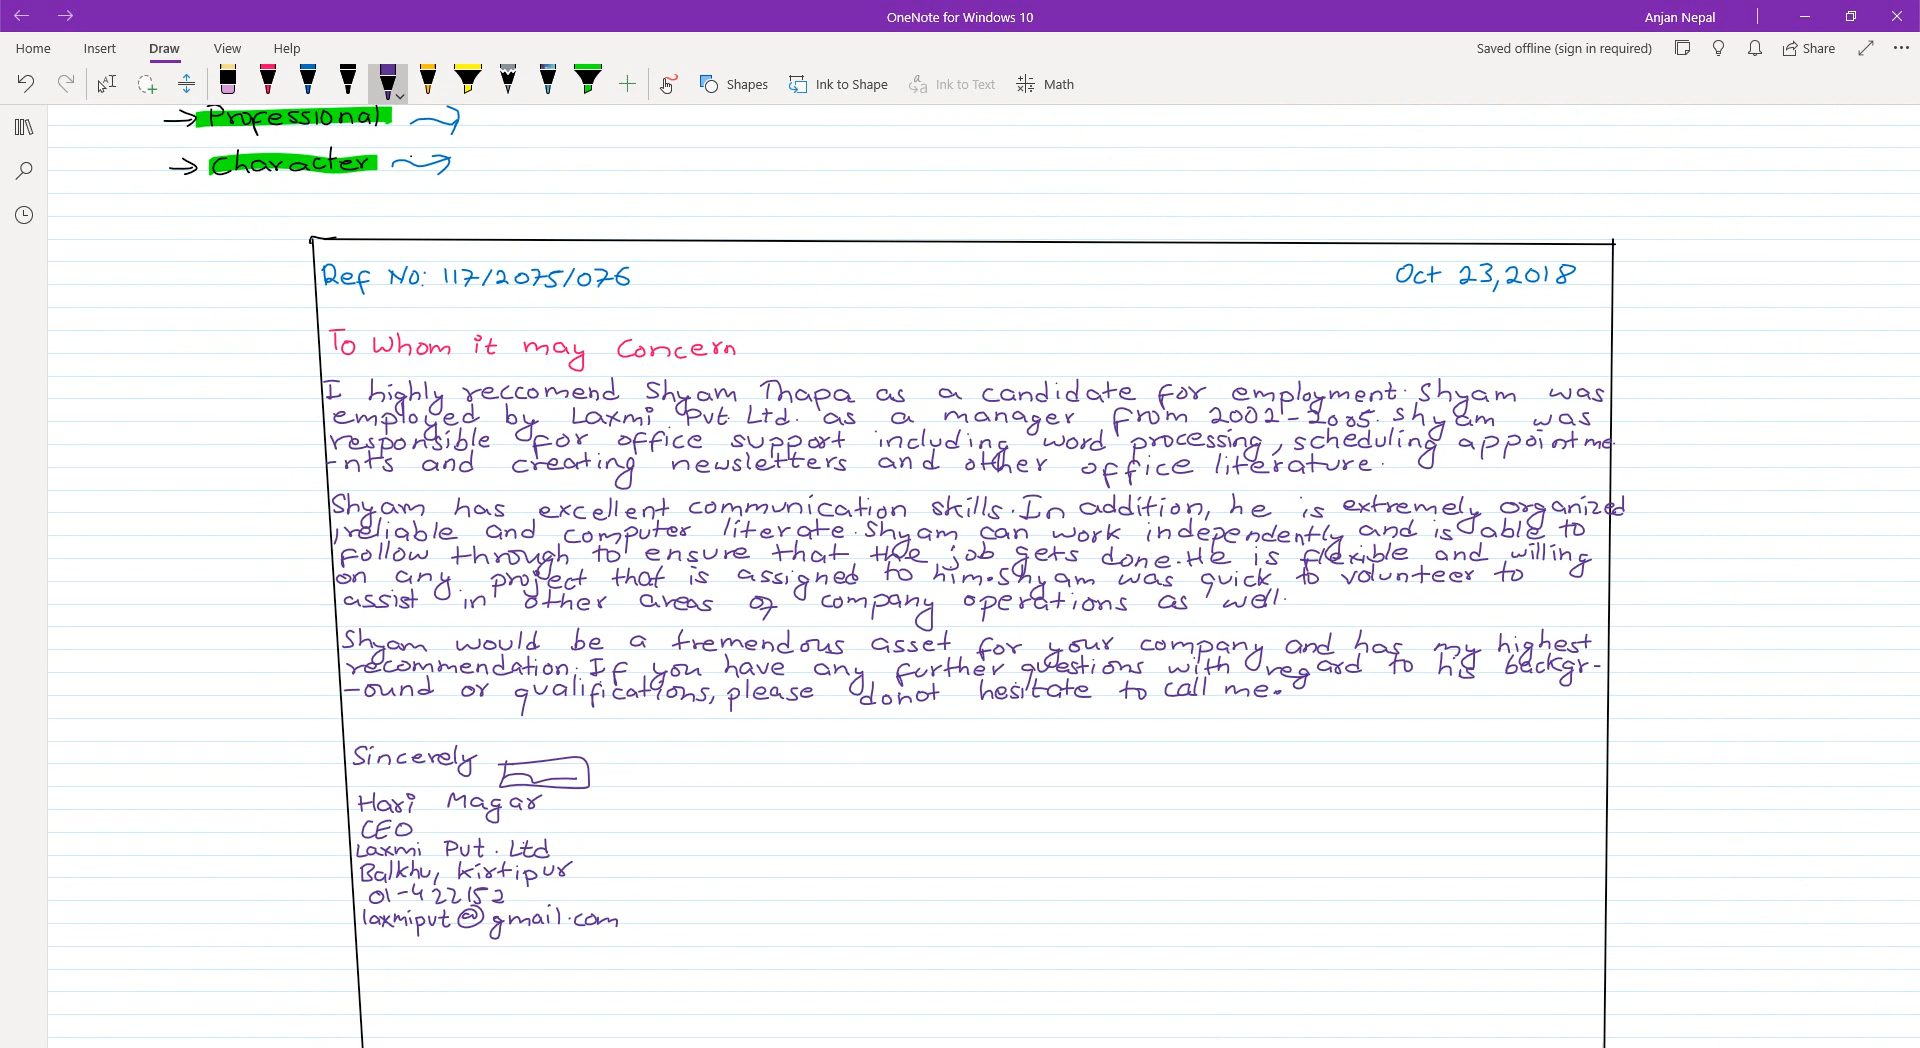 OneNote for Windows 10
Anjan Nepal
Home Insert Draw View Help
Saved offline (sign in required)
Share
Shapes
Ink to Shape
Ink to Text
Math
→ Professional
→ Character
Ref No: 117/2075/076
Oct 23,2018
To Whom it may Concern
I highly reccomend Shyam Thapa as a candidate for employment. Shyam was
employed by Laxmi Pvt Ltd. as a manager from 2002-2005. Shyam was
responsible for office support including word processing, scheduling appointme
-nts and creating newsletters and other office literature.
Shyam has excellent communication skills. In addition, he is extremely organized
,reliable and computer literate. Shyam can work independently and is able to
follow through to ensure that the job gets done. He is flexible and willing
on any project that is assigned to him. Shyam was quick to volunteer to
assist in other areas of company operations as well.
Shyam would be a tremendous asset for your company and has my highest
recommendation. If you have any further questions with regard to his backgr-
-ound or qualifications, please donot hesitate to call me.
Sincerely
Hari Magar
CEO
Laxmi Pvt. Ltd
Balkhu, Kirtipur
01-422152
laxmipvt@gmail.com